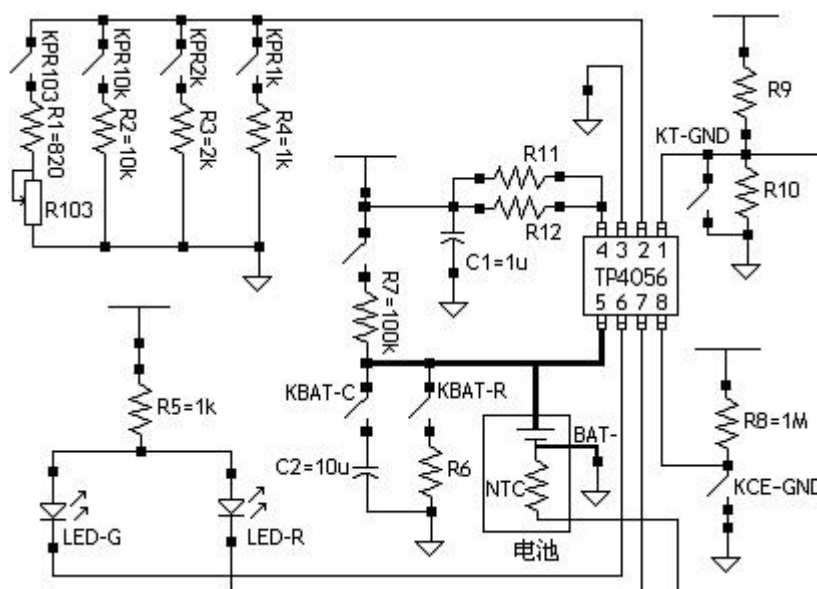 KPR103
R1=820
R103
KPR10k
R2=10k
KPR2k
R3=2k
KPR1k
R4=1k
R11
R12
C1=1u
R7=100k
KT-GND
R9
R10
4 3 2 1
TP4056
5 6 7 8
R5=1k
LED-G
LED-R
KBAT-C
KBAT-R
C2=10u
R6
BAT-
NTC
电池
R8=1M
KCE-GND